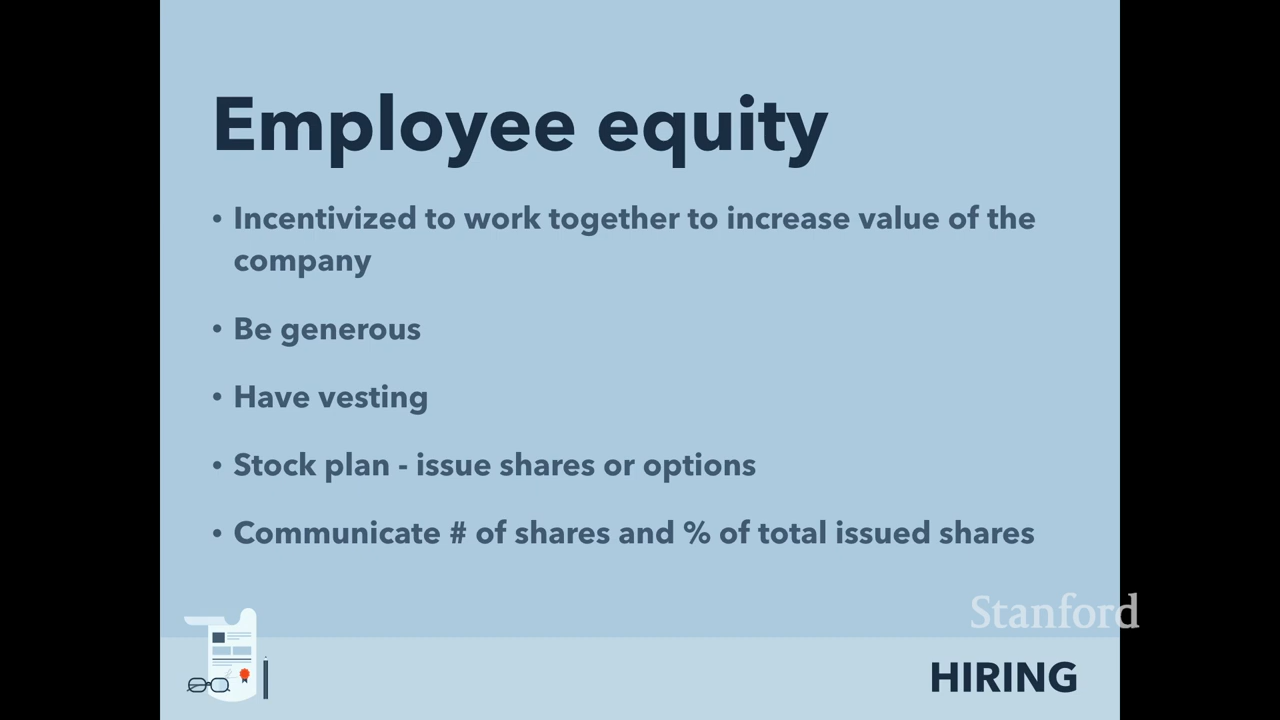 Employee equity
• Incentivized to work together to increase value of the
company
• Be generous
• Have vesting
• Stock plan - issue shares or options
• Communicate # of shares and % of total issued shares
Stanford
HIRING